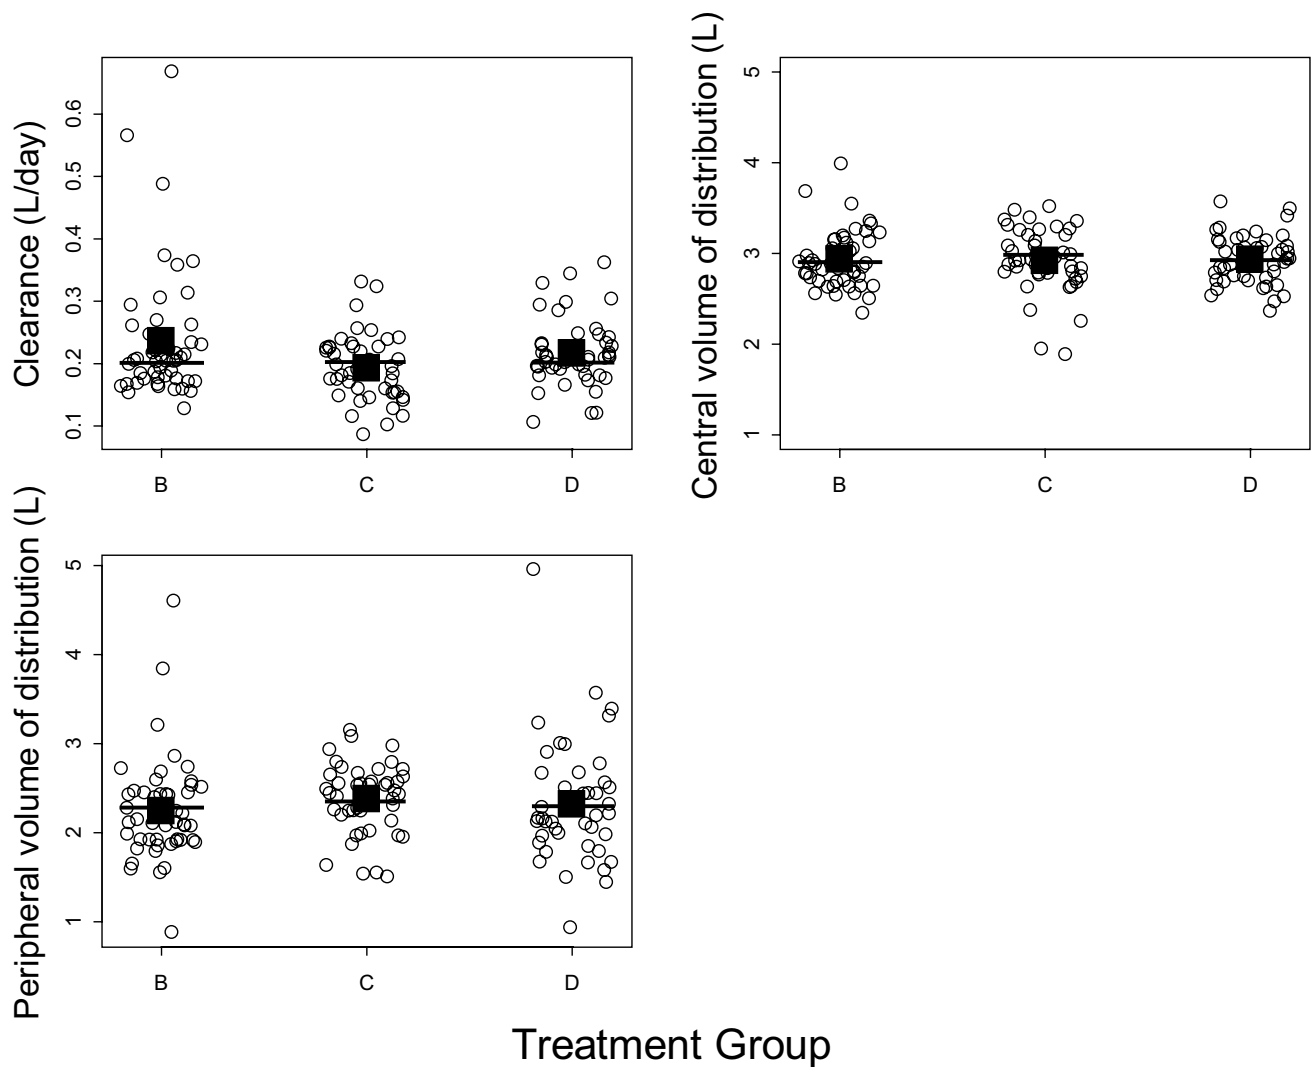 Clearance (L/day)
0.6
0.5
0.4
0.3
0.2
0.1
B C D
Central volume of distribution (L)
5
4
3
2
1
B C D
Peripheral volume of distribution (L)
5
4
3
2
1
B C D
Treatment Group